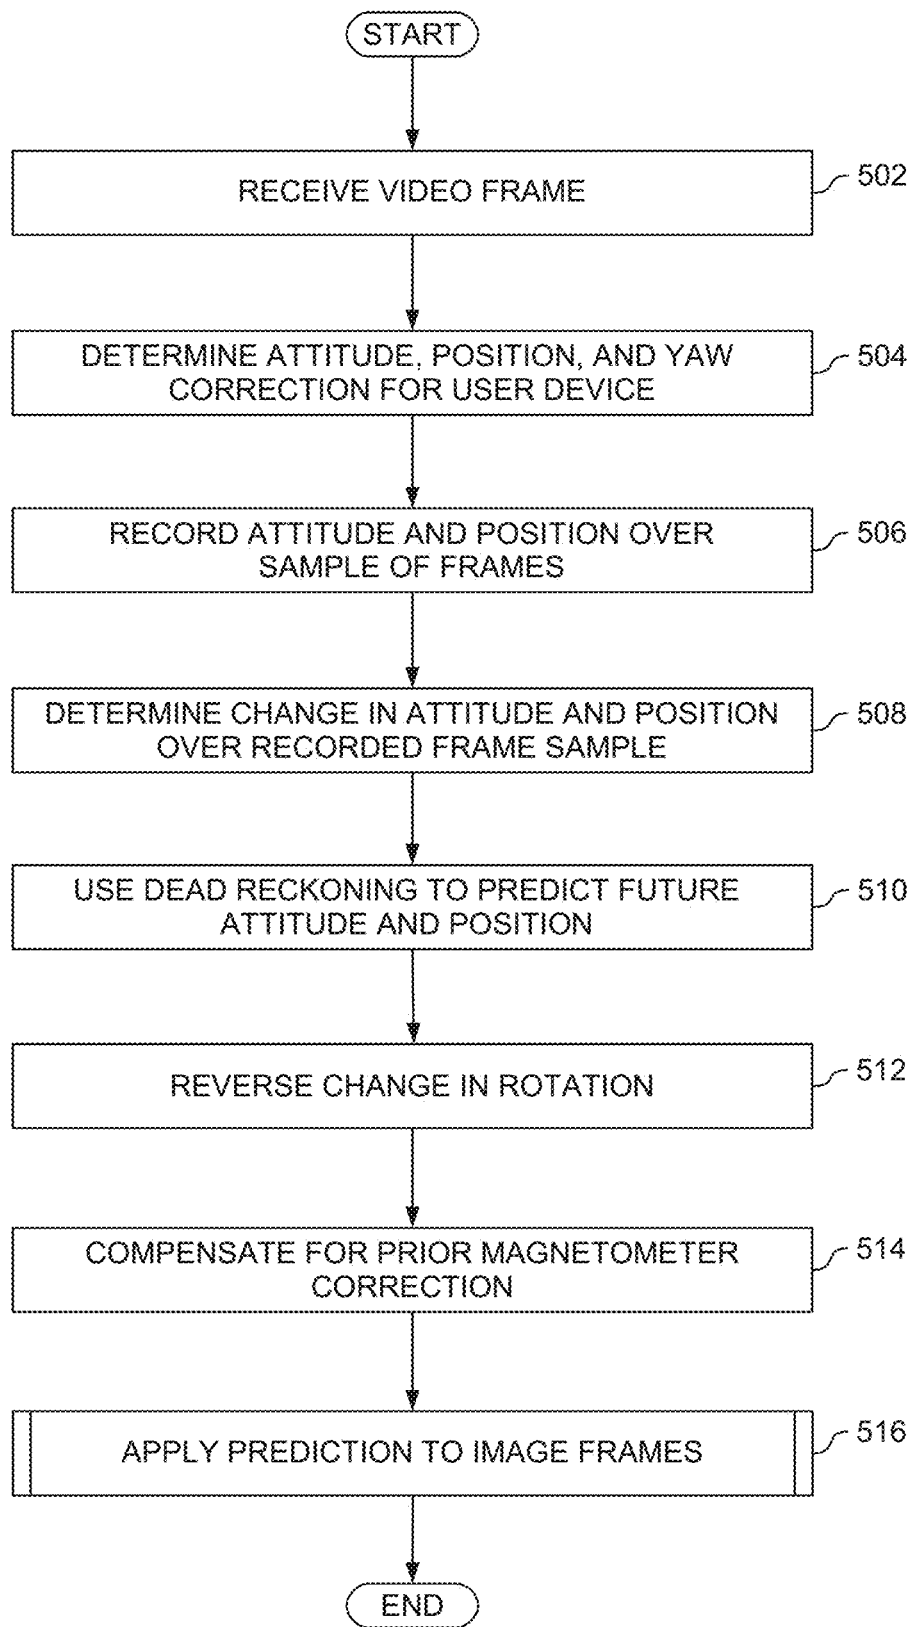 START
RECEIVE VIDEO FRAME
502
DETERMINE ATTITUDE, POSITION, AND YAW
CORRECTION FOR USER DEVICE
504
RECORD ATTITUDE AND POSITION OVER
SAMPLE OF FRAMES
506
DETERMINE CHANGE IN ATTITUDE AND POSITION
OVER RECORDED FRAME SAMPLE
508
USE DEAD RECKONING TO PREDICT FUTURE
ATTITUDE AND POSITION
510
REVERSE CHANGE IN ROTATION
512
COMPENSATE FOR PRIOR MAGNETOMETER
CORRECTION
514
APPLY PREDICTION TO IMAGE FRAMES
516
END